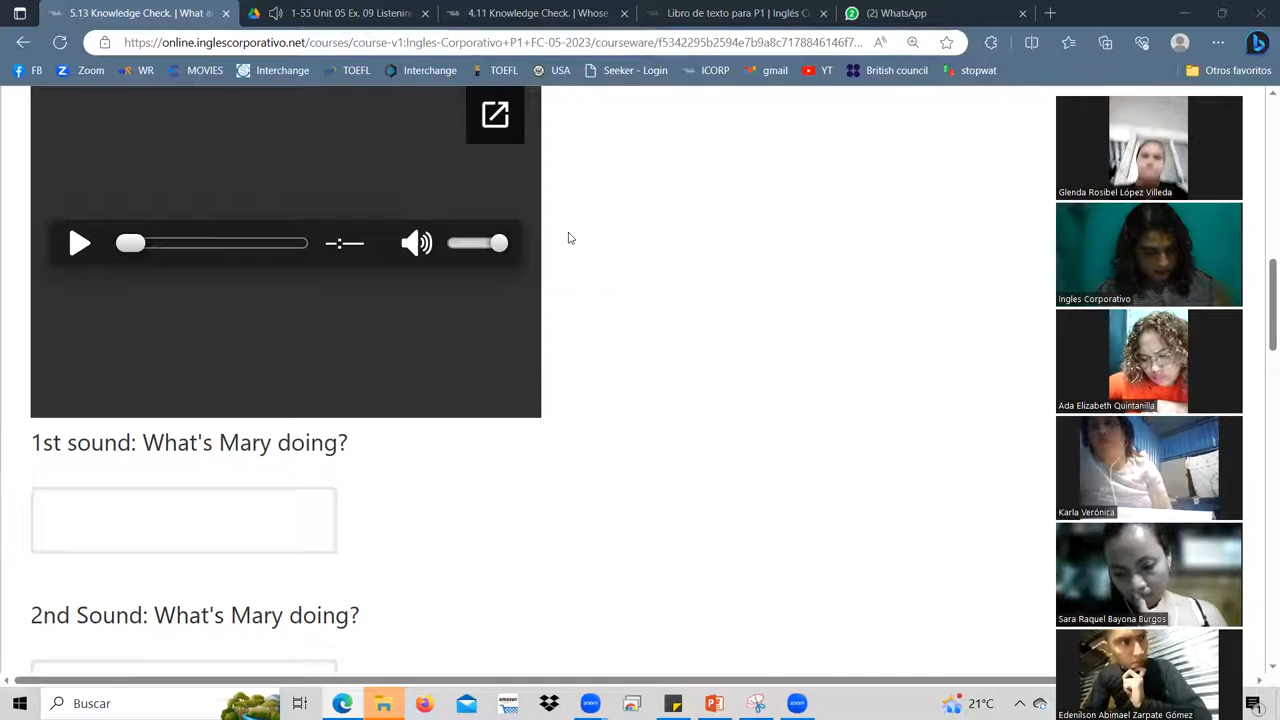 5.13 Knowledge Check. [ What a
1-55 Unit 05 Ex. 09 Listening
4.11 Knowledge Check. | Whose
Libro de texto para P1 | Inglés C
(2) WhatsApp
https://online.inglescorporativo.net/courses/course-v1:Ingles-Corporativo+P1+FC-05-2023/courseware/f5342295b2594e7b9a8c7178846146f7...
FB
Zoom
WR
MOVIES
Interchange
TOEFL
Interchange
TOEFL
USA
Seeker - Login
ICORP
gmail
YT
British council
stopwat
Otros favoritos
Glenda Rosibel López Villeda
Ingles Corporativo
Ada Elizabeth Quintanilla
Karla Verónica
Sara Raquel Bayona Burgos
Edenilson Abimael Zarpate Gómez
--:--
1st sound: What's Mary doing?
2nd Sound: What's Mary doing?
Buscar
amazon
zoom
zoom
21°C